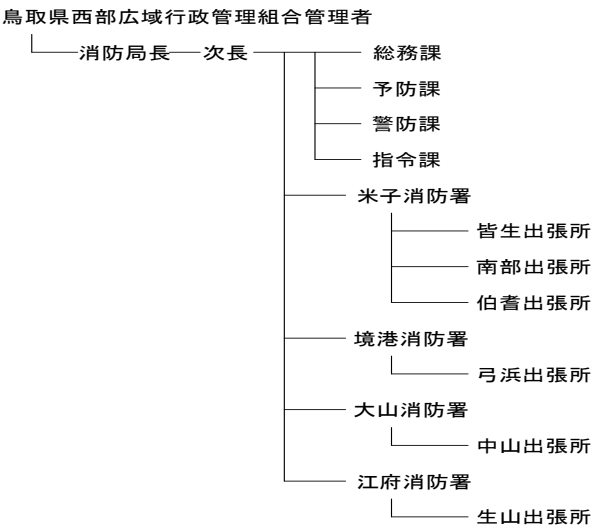 鳥取県西部広域行政管理組合管理者
消防局長 次長 総務課
予防課
警防課
指令課
米子消防署
皆生出張所
南部出張所
伯耆出張所
境港消防署
弓浜出張所
大山消防署
中山出張所
江府消防署
生山出張所